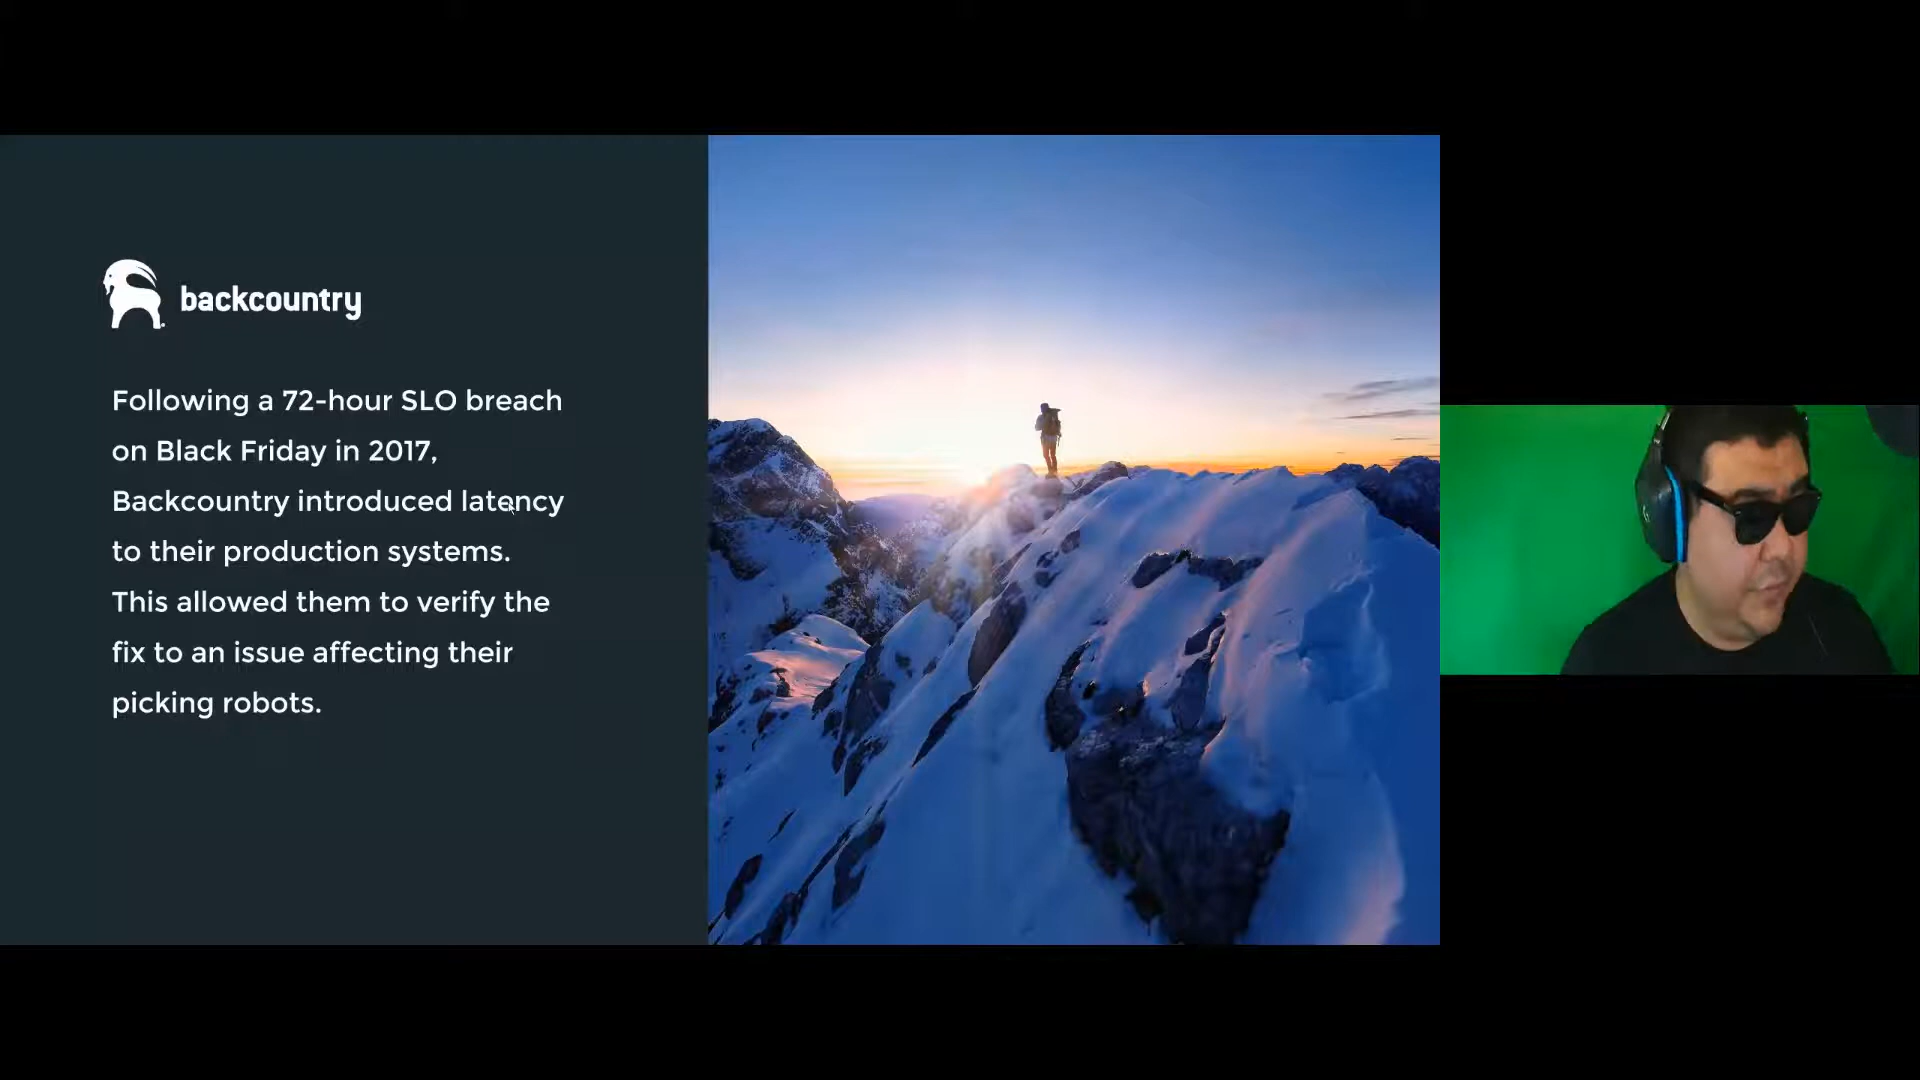 backcountry
Following a 72-hour SLO breach
on Black Friday in 2017,
Backcountry introduced latency
to their production systems.
This allowed them to verify the
fix to an issue affecting their
picking robots.